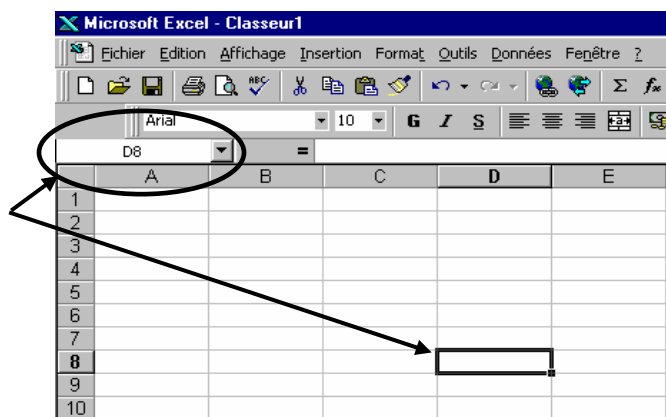 Microsoft Excel - Classeur1
Fichier Edition Affichage Insertion Format Outils Données Fenêtre ?
ABC Σ f
Arial 10 G I S a
D8 =
A B C D E
1
2
3
4
5
6
7
8
9
10